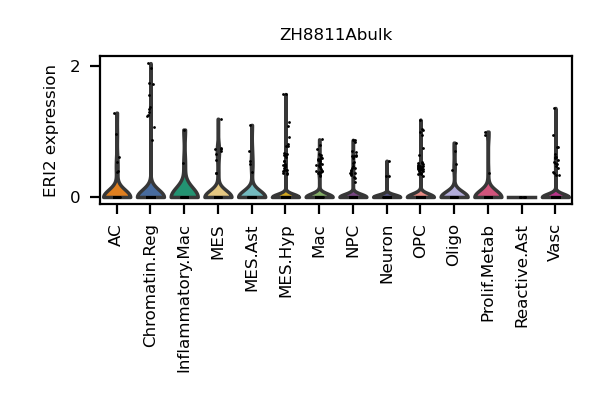 ZH8811Abulk
ERI2 expression
2
0
AC
Chromatin.Reg
Inflammatory.Mac
MES
MES.Ast
MES.Hyp
Mac
NPC
Neuron
OPC
Oligo
Prolif.Metab
Reactive.Ast
Vasc